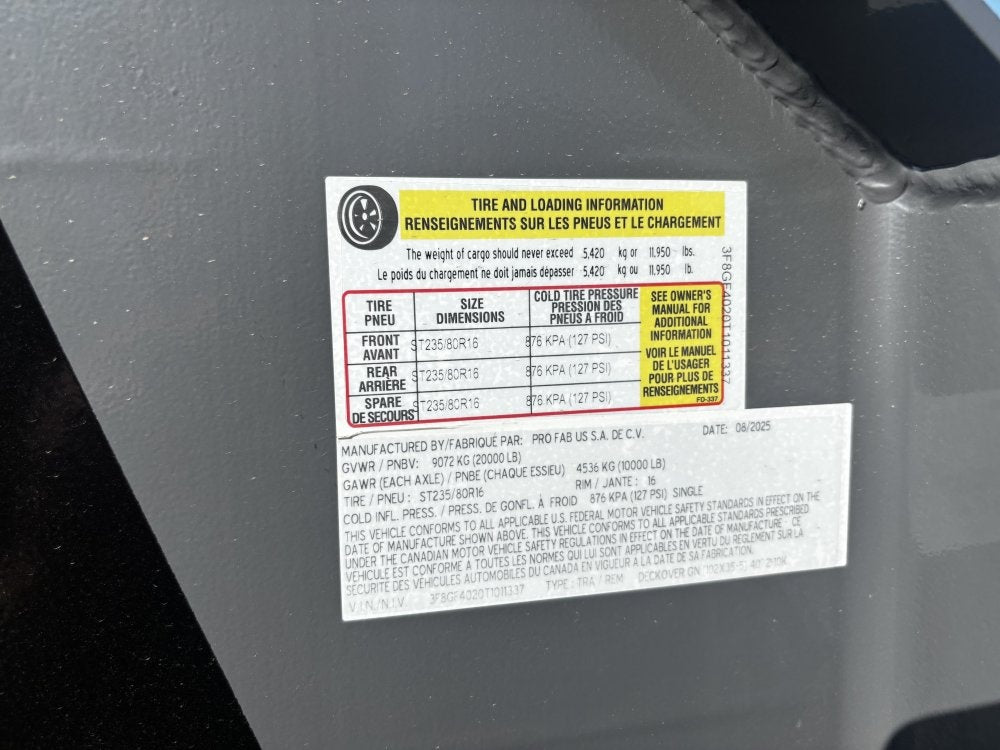 TIRE AND LOADING INFORMATION
RENSEIGNEMENTS SUR LES PNEUS ET LE CHARGEMENT
The weight of cargo should never exceed 5,420 kg or 11,950 lbs.
Le poids du chargement ne doit jamais dépasser 5,420 kg ou 11,950 lb.
TIRE PNEU
SIZE DIMENSIONS
COLD TIRE PRESSURE PRESSION DES PNEUS A FROID
SEE OWNER'S MANUAL FOR ADDITIONAL INFORMATION
VOIR LE MANUEL DE L'USAGER POUR PLUS DE RENSEIGNEMENTS
FRONT AVANT ST235/80R16 876 KPA (127 PSI)
REAR ARRIÈRE ST235/80R16 876 KPA (127 PSI)
SPARE DE SECOURS ST235/80R16 876 KPA (127 PSI)
FD-337
3F8GF4020T1011337
MANUFACTURED BY/FABRIQUÉ PAR: PRO FAB US S.A. DE C.V. DATE: 08/2025
GVWR / PNBV: 9072 KG (20000 LB)
GAWR (EACH AXLE) / PNBE (CHAQUE ESSIEU) 4536 KG (10000 LB)
TIRE / PNEU : ST235/80R16 RIM / JANTE : 16
COLD INFL. PRESS. / PRESS. DE GONFL. À FROID 876 KPA (127 PSI) SINGLE
THIS VEHICLE CONFORMS TO ALL APPLICABLE U.S. FEDERAL MOTOR VEHICLE SAFETY STANDARDS IN EFFECT ON THE
DATE OF MANUFACTURE SHOWN ABOVE. THIS VEHICLE CONFORMS TO ALL APPLICABLE STANDARDS PRESCRIBED
UNDER THE CANADIAN MOTOR VEHICLE SAFETY REGULATIONS IN EFFECT ON THE DATE OF MANUFACTURE - CE
VEHICULE EST CONFORME A TOUTES LES NORMES QUI LUI SONT APPLICABLES EN VERTU DU REGLEMENT SUR LA
SECURITE DES VEHICULES AUTOMOBILES DU CANADA EN VIGUEUR A LA DATE DE SA FABRICATION.
V.I.N./N.I.V 3F8GF4020T1011337 TYPE : TRA / REM DECKOVER GN